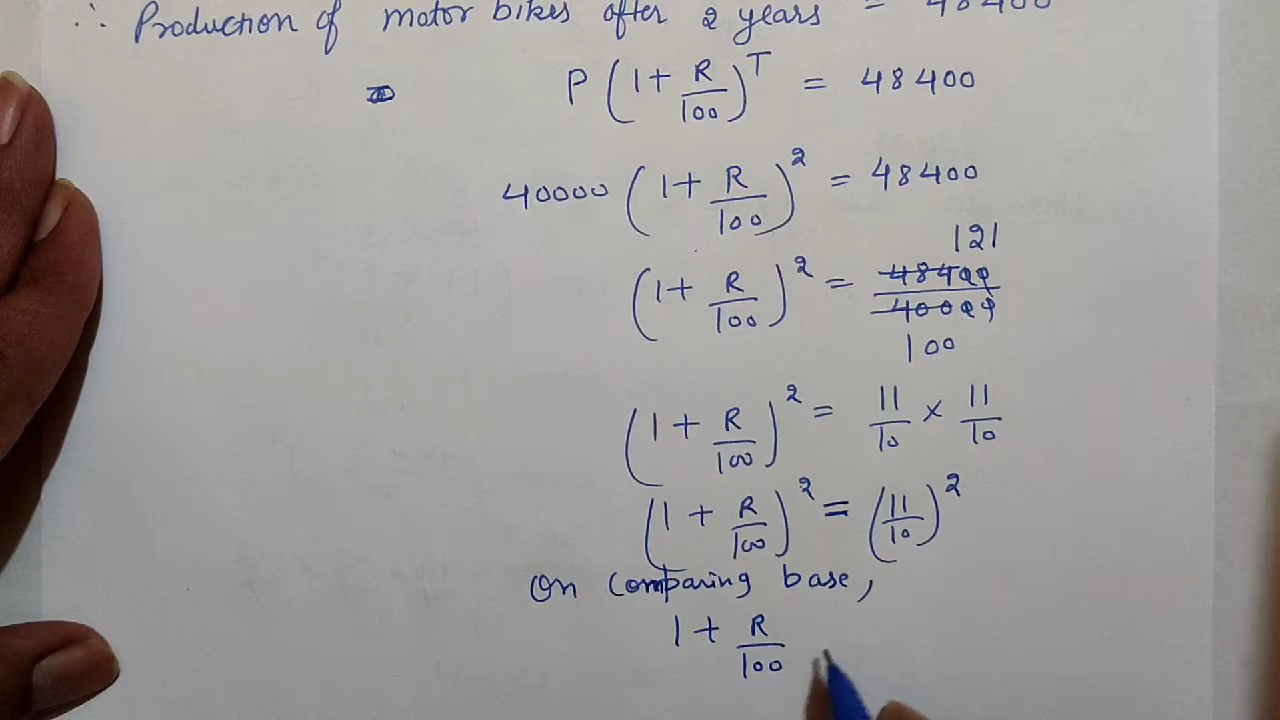 ∴ Production of motor bikes after 2 years = 48400
P(1+R/100)^T = 48400
40000(1+R/100)^2 = 48400
121
(1+R/100)^2 = 48400/40000
100
(1+R/100)^2 = 11/10 × 11/10
(1+R/100)^2 = (11/10)^2
On Comparing base,
1+R/100